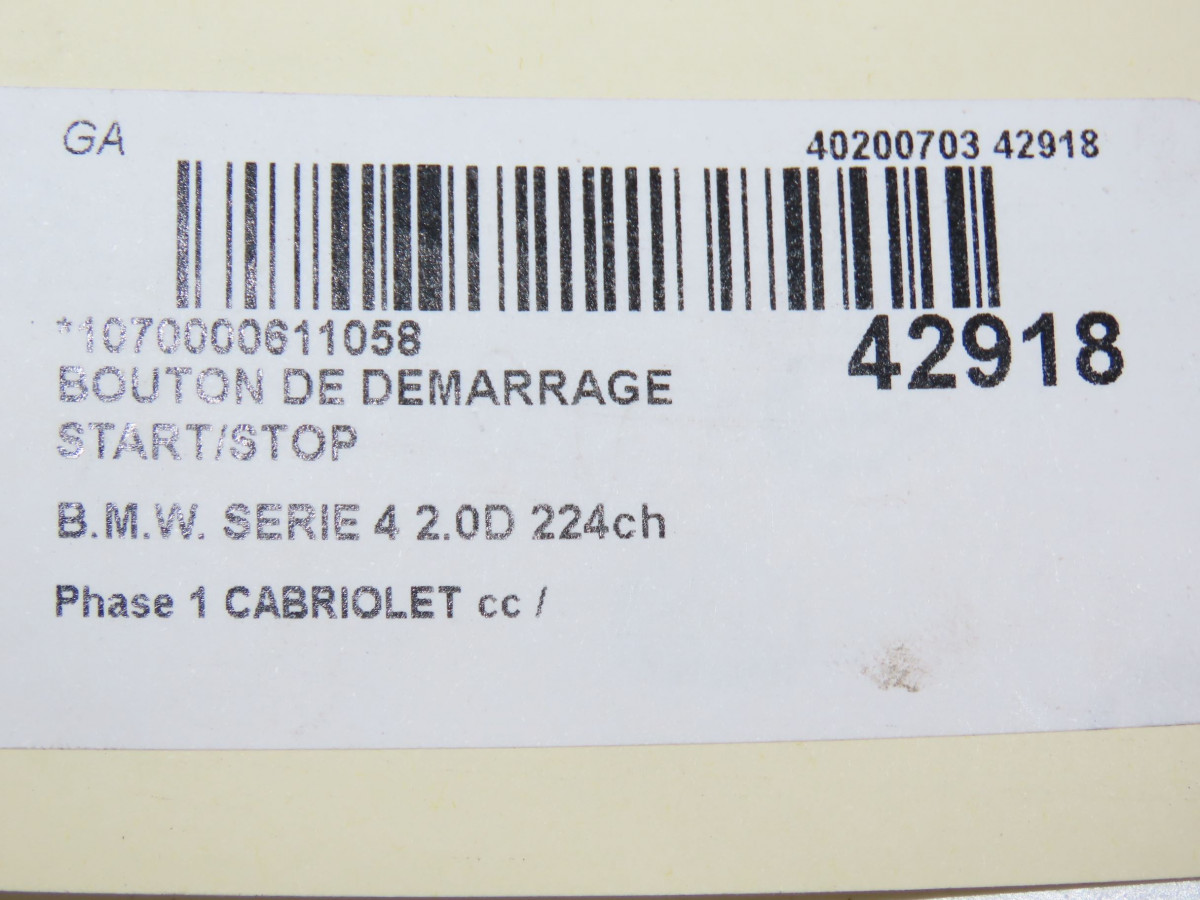 GA
40200703 42918
*1070000611058
42918
BOUTON DE DEMARRAGE
START/STOP
B.M.W. SERIE 4 2.0D 224ch
Phase 1 CABRIOLET cc /